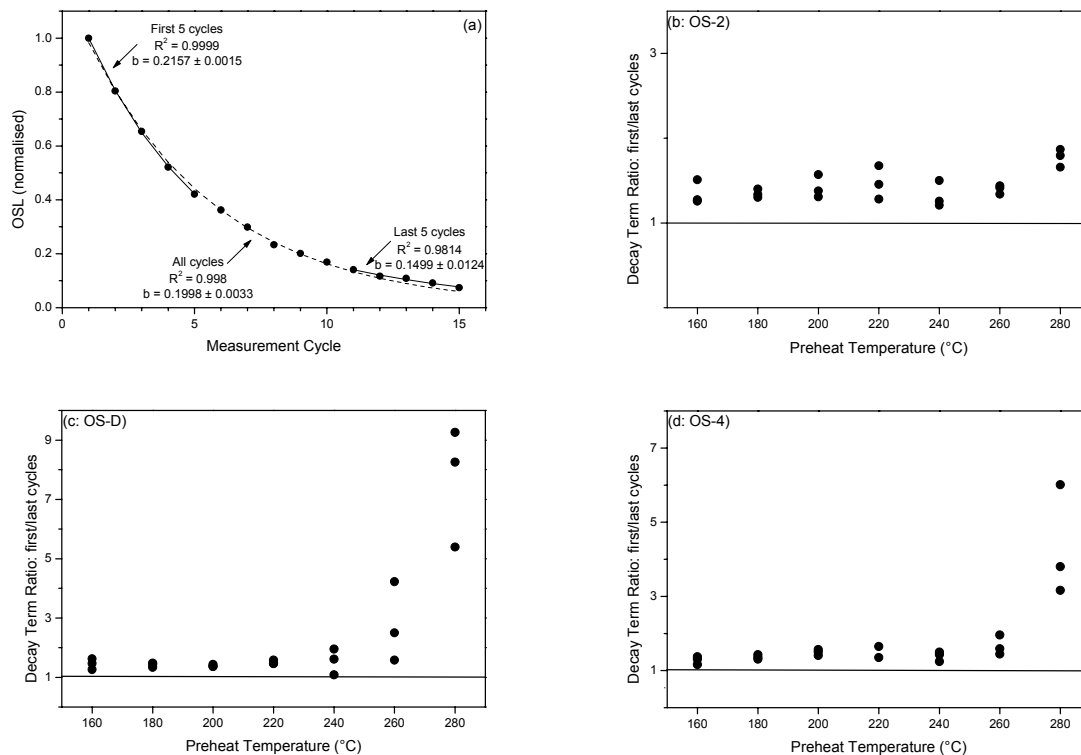 (a)
First 5 cycles
R² = 0.9999
b = 0.2157 ± 0.0015
Last 5 cycles
R² = 0.9814
b = 0.1499 ± 0.0124
All cycles
R² = 0.998
b = 0.1998 ± 0.0033
OSL (normalised)
1.0
0.8
0.6
0.4
0.2
0.0
0 5 10 15
Measurement Cycle
(b: OS-2)
Decay Term Ratio: first/last cycles
3
1
160 180 200 220 240 260 280
Preheat Temperature (°C)
(c: OS-D)
Decay Term Ratio: first/last cycles
9
7
5
3
1
160 180 200 220 240 260 280
Preheat Temperature (°C)
(d: OS-4)
Decay Term Ratio: first/last cycles
7
5
3
1
160 180 200 220 240 260 280
Preheat Temperature (°C)